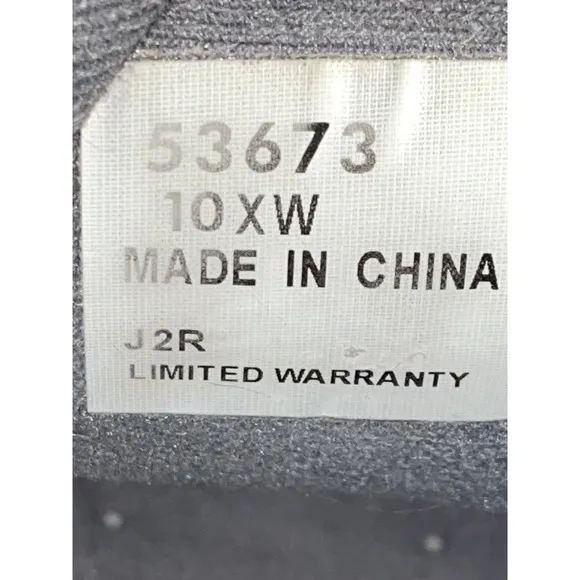 53673
10XW
MADE IN CHINA
J2R
LIMITED WARRANTY